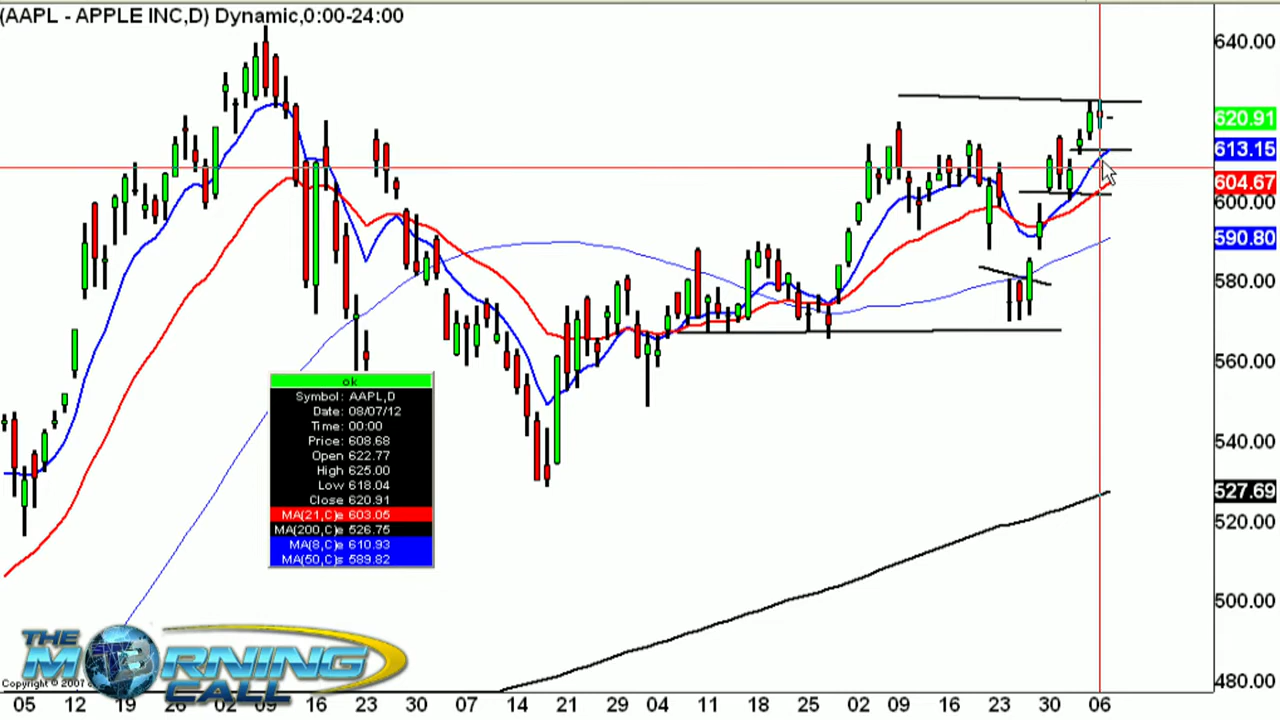 (AAPL - APPLE INC,D) Dynamic,0:00-24:00
640.00
620.91
613.15
604.67
600.00
590.80
580.00
560.00
540.00
527.69
520.00
500.00
480.00
ok
Symbol: AAPL,D
Date: 08/07/12
Time: 00:00
Price: 608.68
Open 622.77
High 625.00
Low 618.04
Close 620.91
MA(21,C)e 603.05
MA(200,C)e 526.75
MA(8,C)e 610.93
MA(50,C)s 589.82
THE
MORNING
CALL
Copyright © 2007
05 12 19 26 02 09 16 23 30 07 14 21 29 04 11 18 25 02 09 16 23 30 06